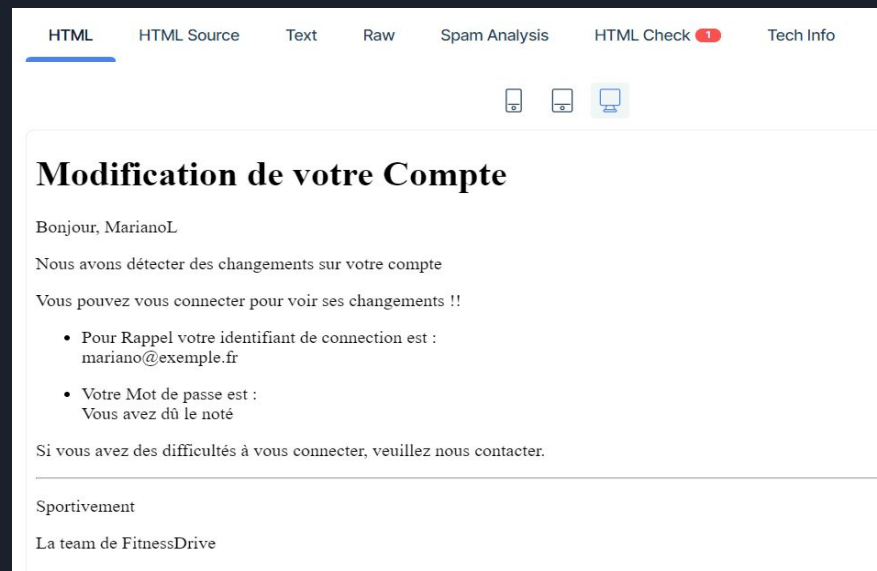 HTML HTML Source Text Raw Spam Analysis HTML Check 1 Tech Info
Modification de votre Compte
Bonjour, MarianoL
Nous avons détecter des changements sur votre compte
Vous pouvez vous connecter pour voir ses changements !!
• Pour Rappel votre identifiant de connection est :
mariano@exemple.fr
• Votre Mot de passe est :
Vous avez dû le noté
Si vous avez des difficultés à vous connecter, veuillez nous contacter.
Sportivement
La team de FitnessDrive